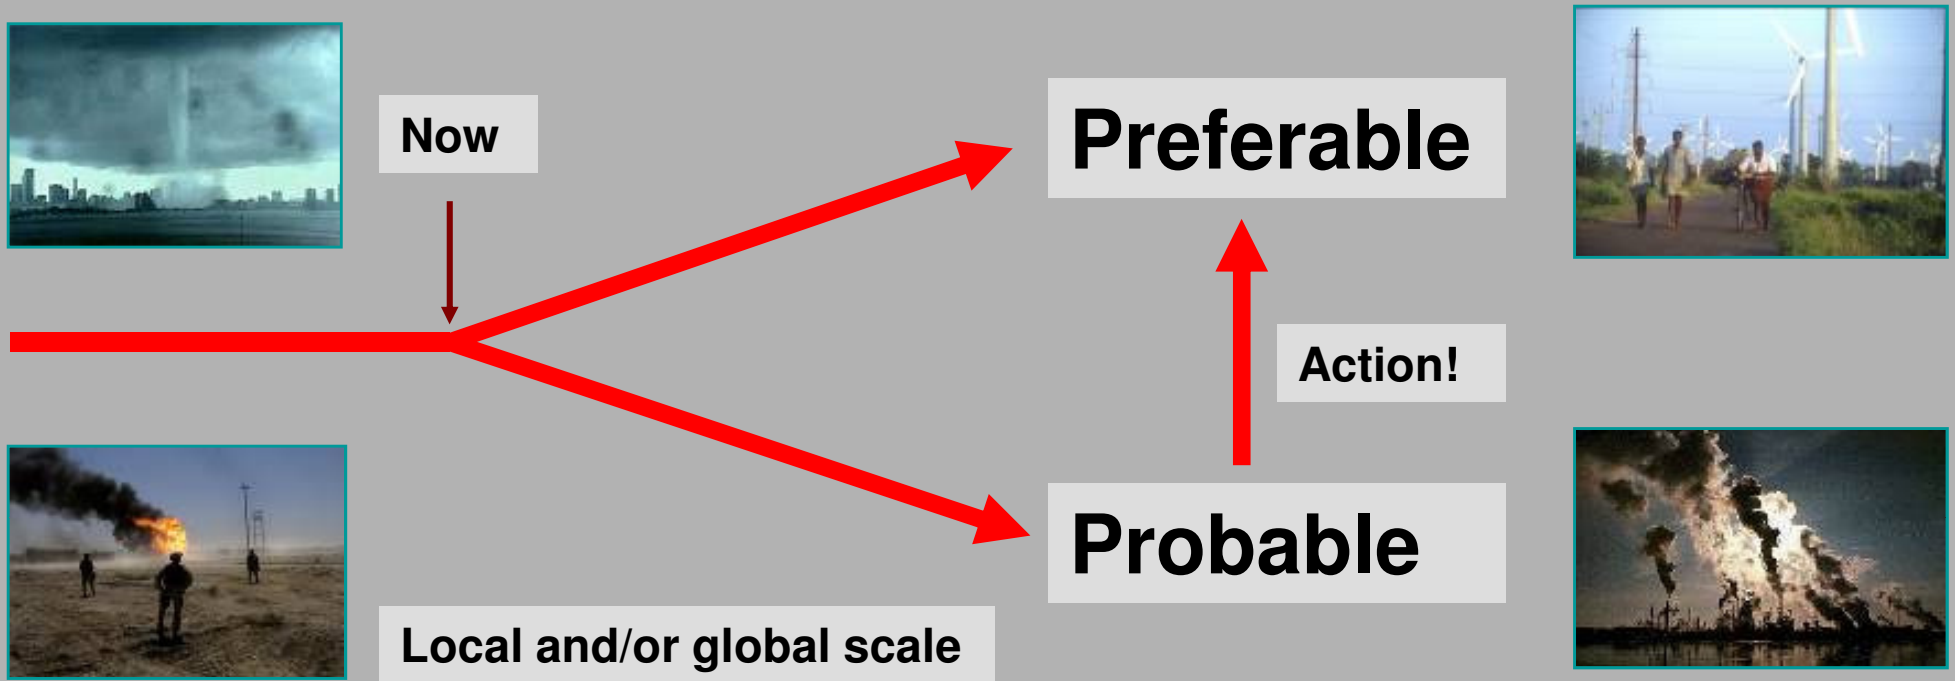 Now
Preferable
Action!
Probable
Local and/or global scale